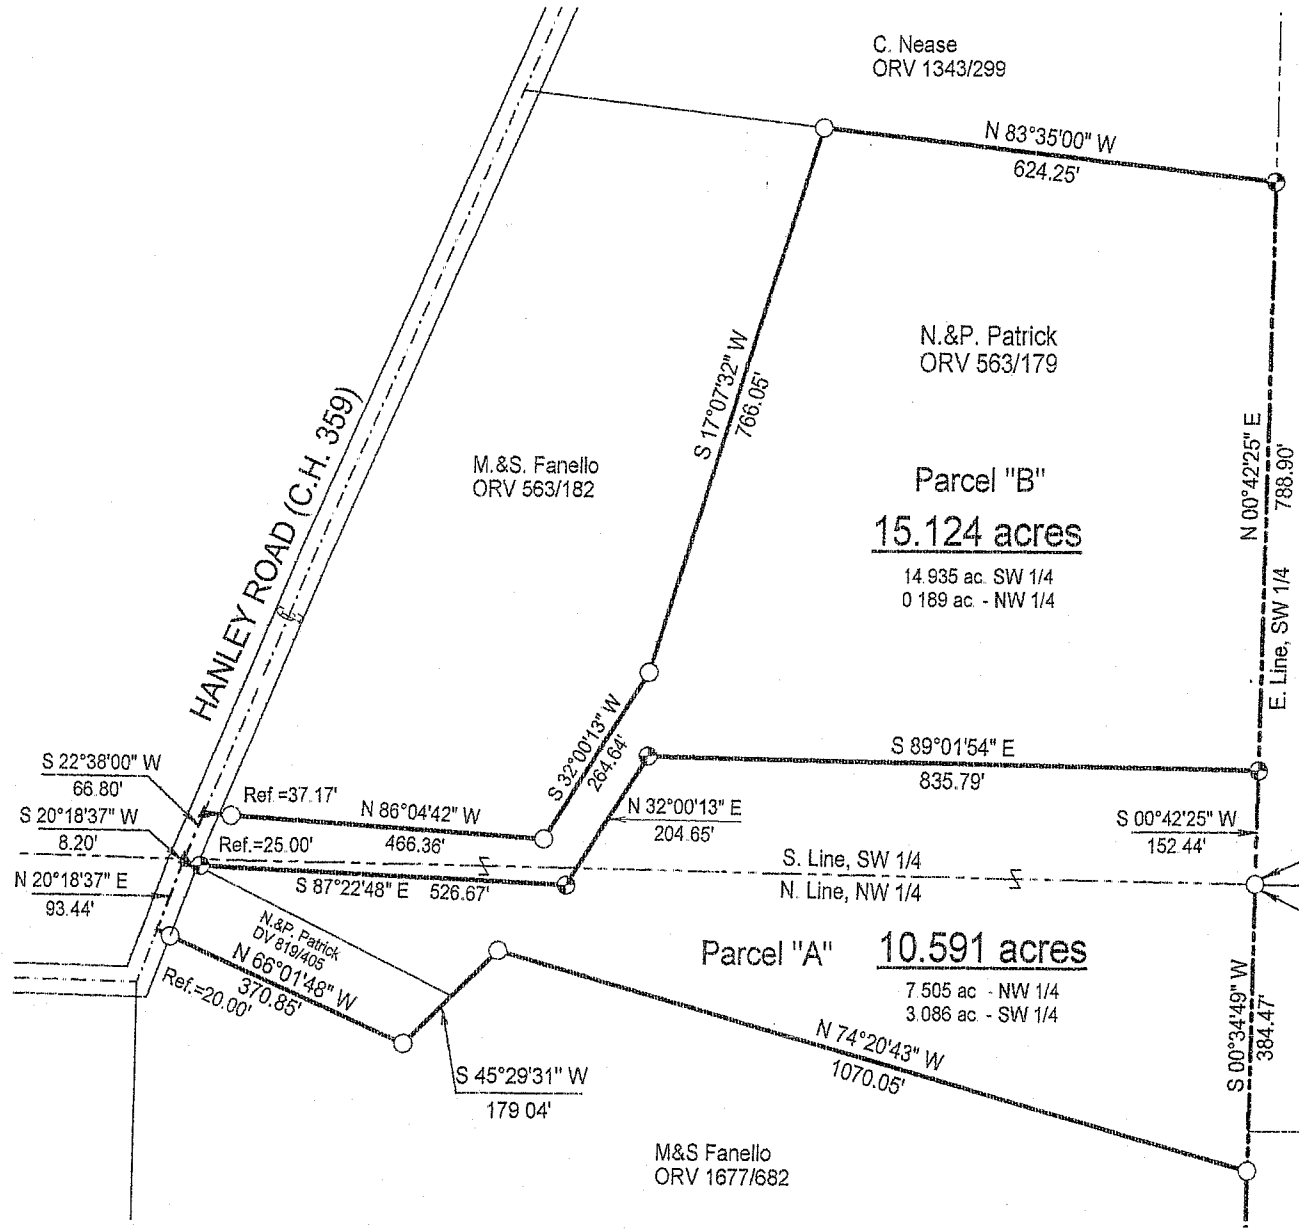 C. Nease
ORV 1343/299
N 83°35'00" W
624.25'
S 17°07'32" W
766.05'
N.&P. Patrick
ORV 563/179
HANLEY ROAD (C.H. 359)
M.&S. Fanello
ORV 563/182
Parcel "B"
15.124 acres
14.935 ac. SW 1/4
0 189 ac. - NW 1/4
N 00°42'25" E
788.90'
E. Line, SW 1/4
S 22°38'00" W
66.80'
S 20°18'37" W
8.20'
N 20°18'37" E
93.44'
Ref.=37.17'
N 86°04'42" W
466.36'
S 32°00'13" W
264.64'
N 32°00'13" E
204.65'
S 89°01'54" E
835.79'
S 00°42'25" W
152.44'
Ref.=25.00'
S 87°22'48" E 526.67'
S. Line, SW 1/4
N. Line, NW 1/4
N.&P. Patrick
DV 819/405
N 66°01'48" W
370.85'
Ref.=20.00'
Parcel "A" 10.591 acres
7.505 ac - NW 1/4
3.086 ac. - SW 1/4
S 45°29'31" W
179 04'
N 74°20'43" W
1070.05'
S 00°34'49" W
384.47'
M&S Fanello
ORV 1677/682